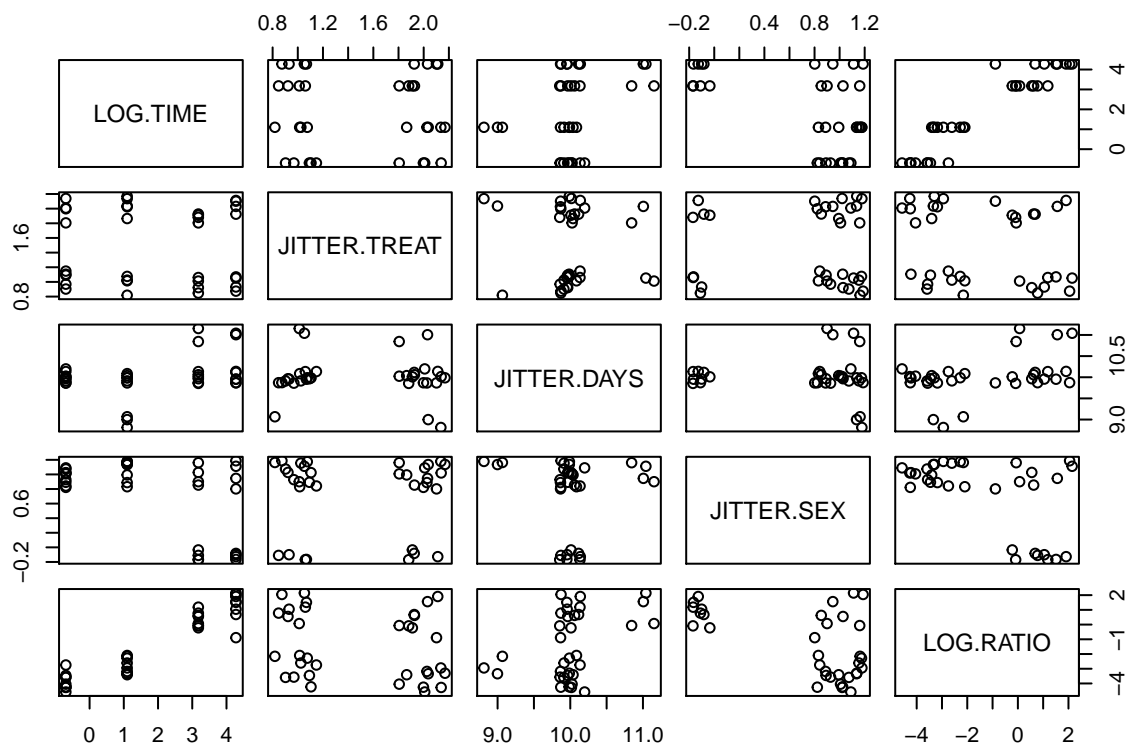 0.8 1.2 1.6 2.0
−0.2 0.4 0.8 1.2
LOG.TIME
0 2 4
0.8 1.6
JITTER.TREAT
JITTER.DAYS
9.0 10.5
−0.2 0.6
JITTER.SEX
LOG.RATIO
−4 −1 2
0 1 2 3 4
9.0 10.0 11.0
−4 −2 0 2